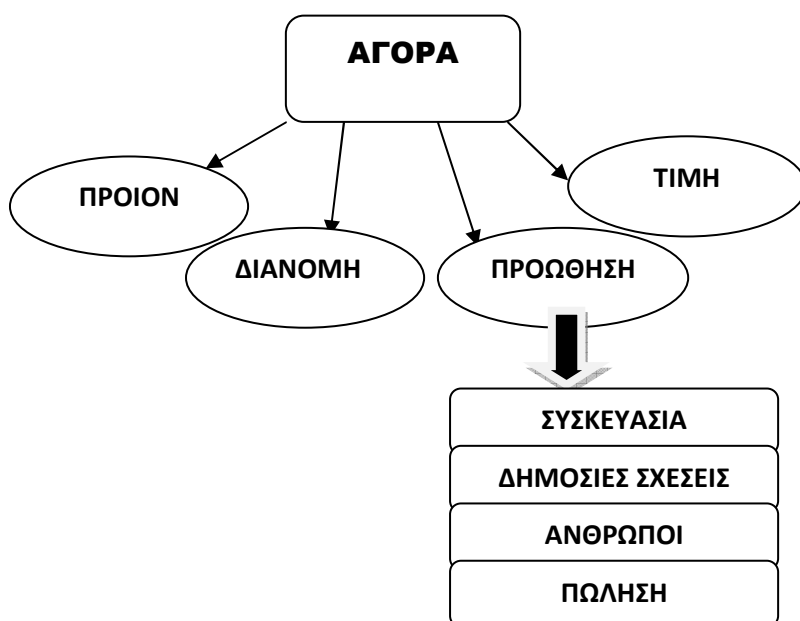 ΑΓΟΡΑ
ΠΡΟΙΟΝ
ΤΙΜΗ
ΔΙΑΝΟΜΗ
ΠΡΟΩΘΗΣΗ
ΣΥΣΚΕΥΑΣΙΑ
ΔΗΜΟΣΙΕΣ ΣΧΕΣΕΙΣ
ΑΝΘΡΩΠΟΙ
ΠΩΛΗΣΗ